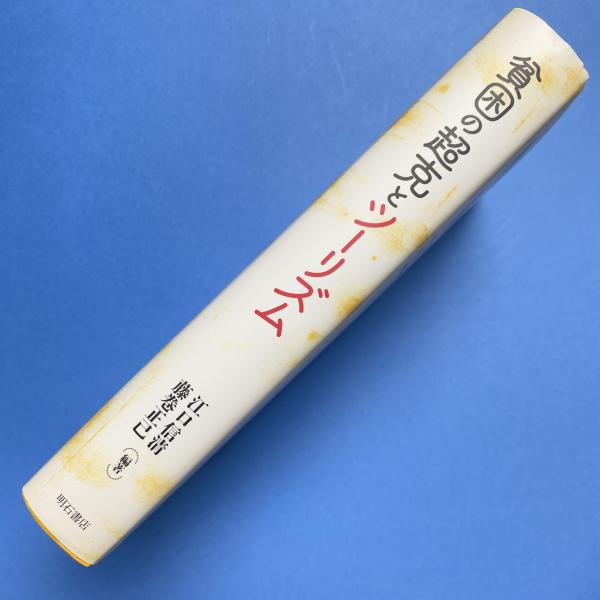 貧困の超克とツーリズム
江口信清
藤巻正己
編著
明石書店